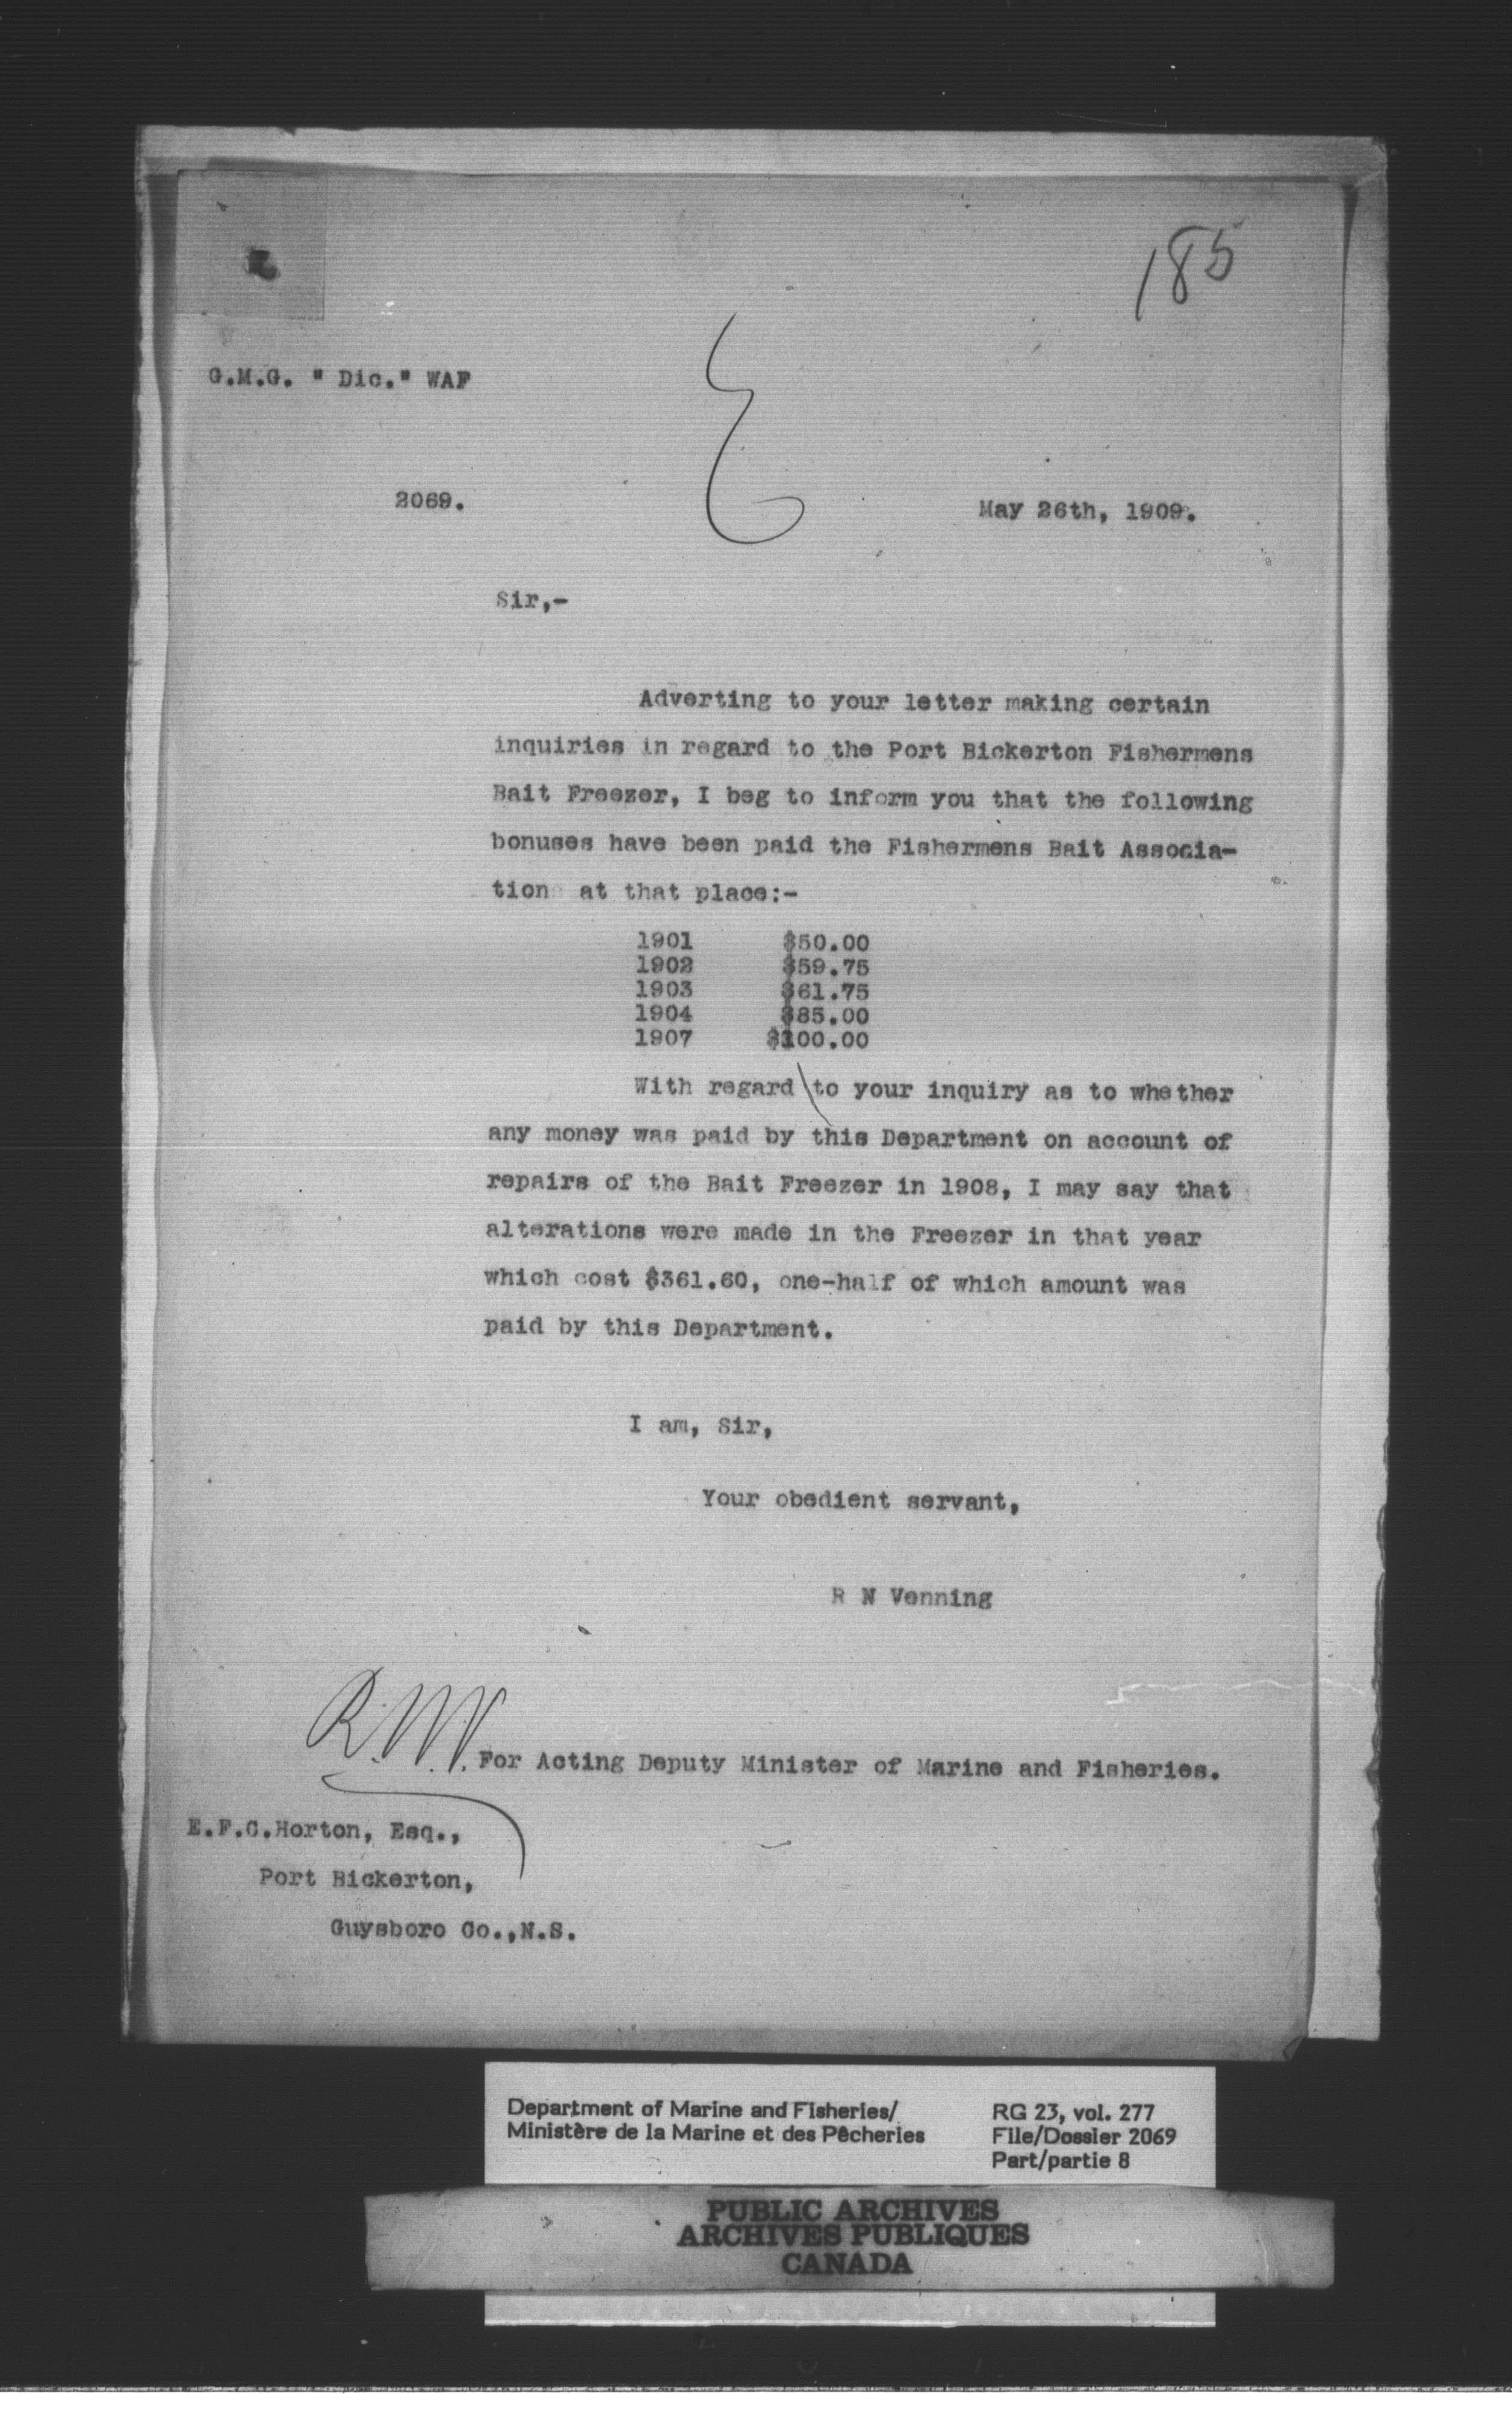 185
G.M.G. " Dic." WAF
2069.
May 26th, 1909.
Sir,-
Adverting to your letter making certain
inquiries in regard to the Port Bickerton Fishermens
Bait Freezer, I beg to inform you that the following
bonuses have been paid the Fishermens Bait Associa-
tion at that place:-
1901 $50.00
1902 $59.75
1903 $61.75
1904 $85.00
1907 $100.00
With regard to your inquiry as to whether
any money was paid by this Department on account of
repairs of the Bait Freezer in 1908, I may say that
alterations were made in the Freezer in that year
which cost $361.60, one-half of which amount was
paid by this Department.
I am, Sir,
Your obedient servant,
R N Venning
For Acting Deputy Minister of Marine and Fisheries.
E.F.C.Horton, Esq.,
Port Bickerton,
Guysboro Co.,N.S.
Department of Marine and Fisheries/
Ministère de la Marine et des Pêcheries
RG 23, vol. 277
File/Dossier 2069
Part/partie 8
PUBLIC ARCHIVES
ARCHIVES PUBLIQUES
CANADA